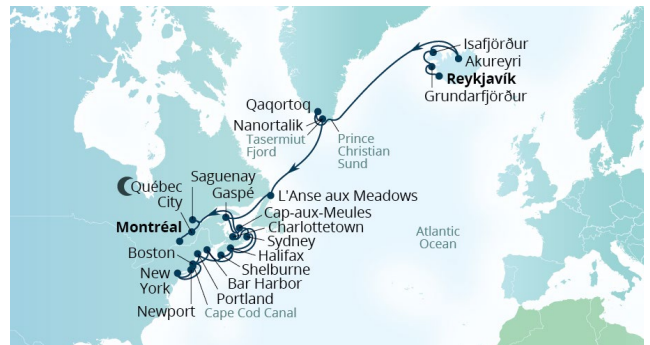 Isafjörður
Akureyri
Reykjavík
Grundarfjörður
Qaqortoq
Nanortalik
Tasermiut
Fjord
Prince
Christian
Sund
Saguenay
Gaspé
Québec
City
L'Anse aux Meadows
Cap-aux-Meules
Montréal
Charlottetown
Sydney
Atlantic
Ocean
Boston
Halifax
Shelburne
New
York
Bar Harbor
Portland
Newport
Cape Cod Canal